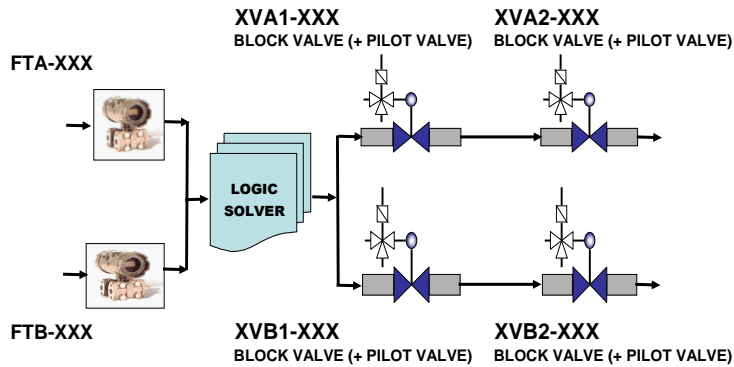 XVA1-XXX
BLOCK VALVE (+ PILOT VALVE)
XVA2-XXX
BLOCK VALVE (+ PILOT VALVE)
FTA-XXX
LOGIC
SOLVER
FTB-XXX
XVB1-XXX
BLOCK VALVE (+ PILOT VALVE)
XVB2-XXX
BLOCK VALVE (+ PILOT VALVE)